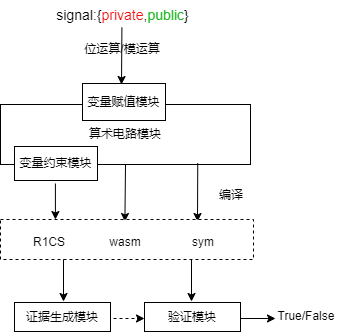 signal:{private,public}
位运算/模运算
变量赋值模块
算术电路模块
变量约束模块
编译
R1CS wasm sym
证据生成模块 验证模块 True/False